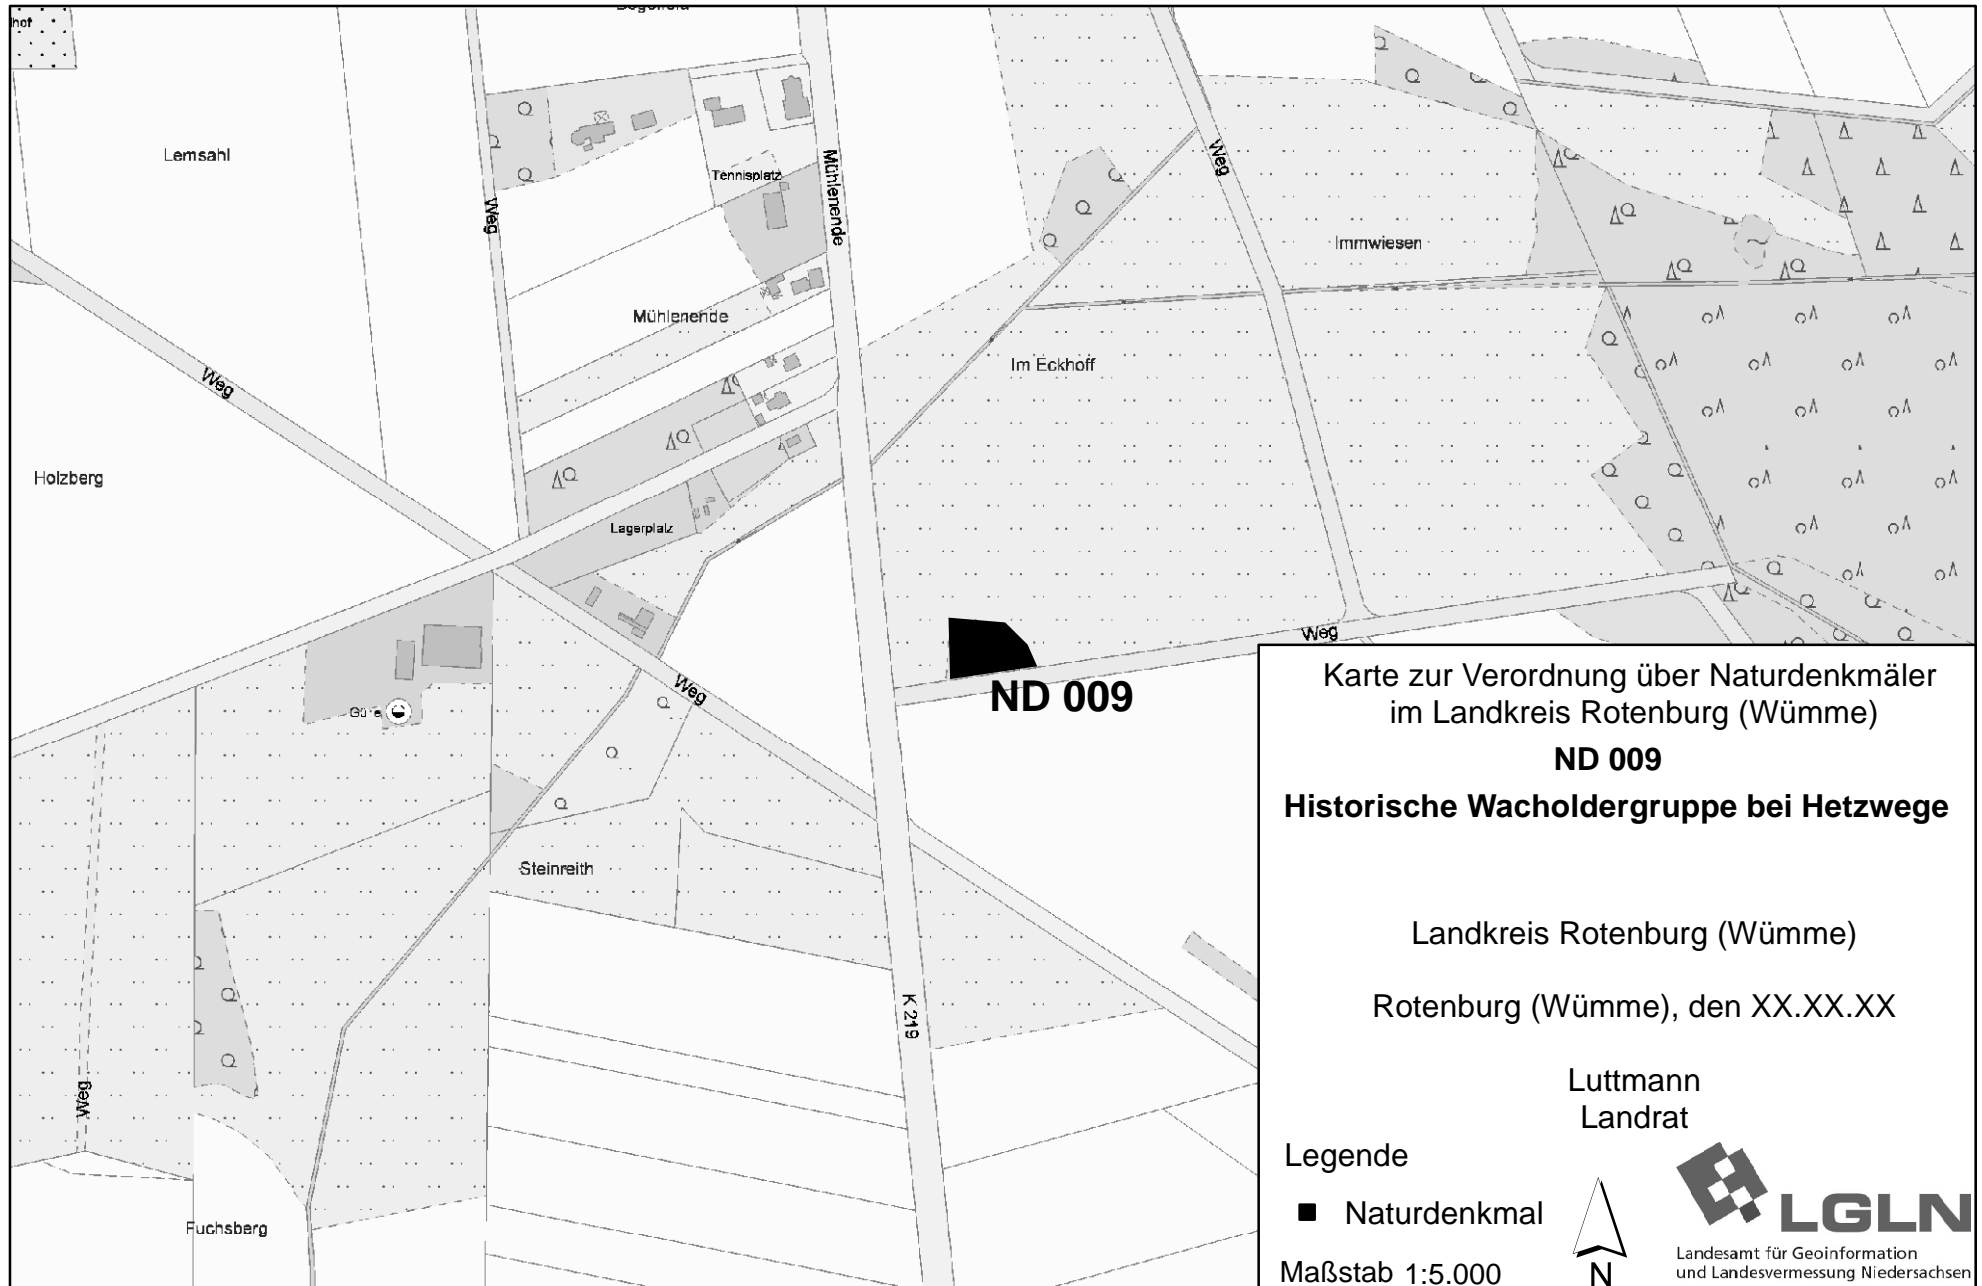 hof
Lemsahl
Weg
Tennisplatz
Mühlenende
Weg
Immwiesen
Mühlenende
Im Eckhoff
Weg
Holzberg
Lagerplatz
Weg
ND 009
Weg
Steinreith
K 219
Weg
Fuchsberg
Karte zur Verordnung über Naturdenkmäler
im Landkreis Rotenburg (Wümme)
ND 009
Historische Wacholdergruppe bei Hetzwege
Landkreis Rotenburg (Wümme)
Rotenburg (Wümme), den XX.XX.XX
Luttmann
Landrat
Legende
Naturdenkmal
Maßstab 1:5.000
N
LGLN
Landesamt für Geoinformation
und Landesvermessung Niedersachsen